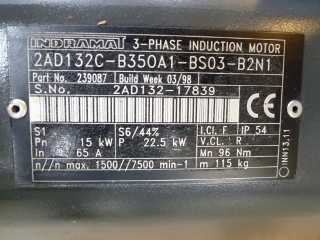 INDRAMAT 3-PHASE INDUCTION MOTOR
2AD132C-B350A1-BS03-B2N1
Part No. 239087 Build Week 03/98
S.No. 2AD132-17839
S1 S6/44% I.Cl. F IP 54
Pn 15 kW P 22.5 kW V.CL. R
In 65 A Mn 96 Nm
n//n max. 1500//7500 min-1 m 115 kg
INN13.11